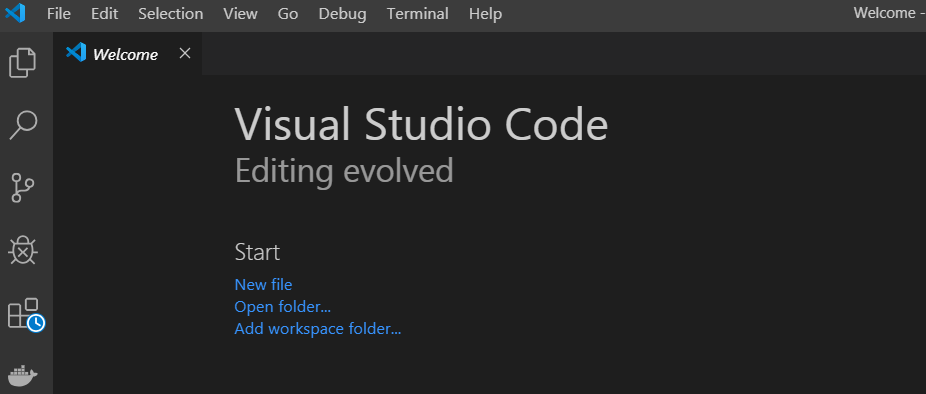 File Edit Selection View Go Debug Terminal Help Welcome -
Welcome
Visual Studio Code
Editing evolved
Start
New file
Open folder...
Add workspace folder...